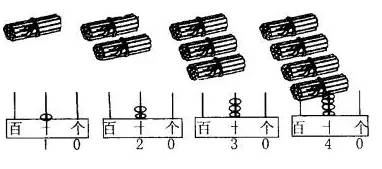 百 十 个 百 十 个 百 十 个 百 十 个
1 0 2 0 3 0 4 0